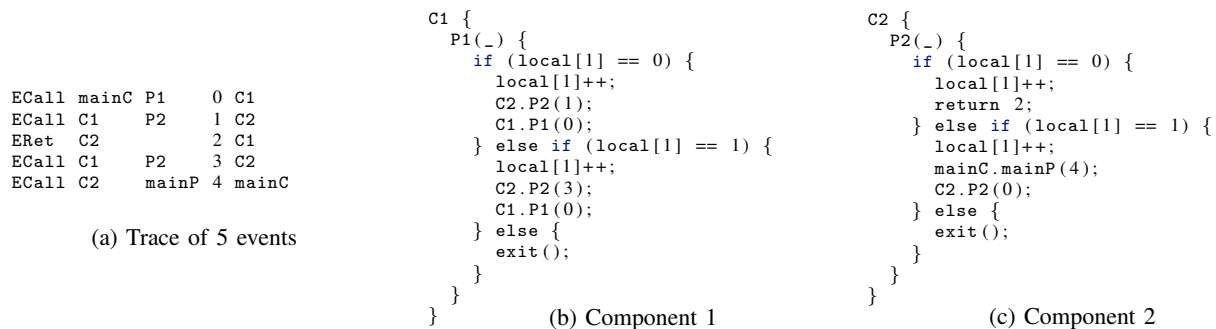 ECall mainC P1 0 C1
ECall C1 P2 1 C2
ERet C2 2 C1
ECall C1 P2 3 C2
ECall C2 mainP 4 mainC
(a) Trace of 5 events
C1 {
P1(_) {
if (local[1] == 0) {
local[1]++;
C2.P2(1);
C1.P1(0);
} else if (local[1] == 1) {
local[1]++;
C2.P2(3);
C1.P1(0);
} else {
exit();
}
}
}
(b) Component 1
C2 {
P2(_) {
if (local[1] == 0) {
local[1]++;
return 2;
} else if (local[1] == 1) {
local[1]++;
mainC.mainP(4);
C2.P2(0);
} else {
exit();
}
}
}
(c) Component 2